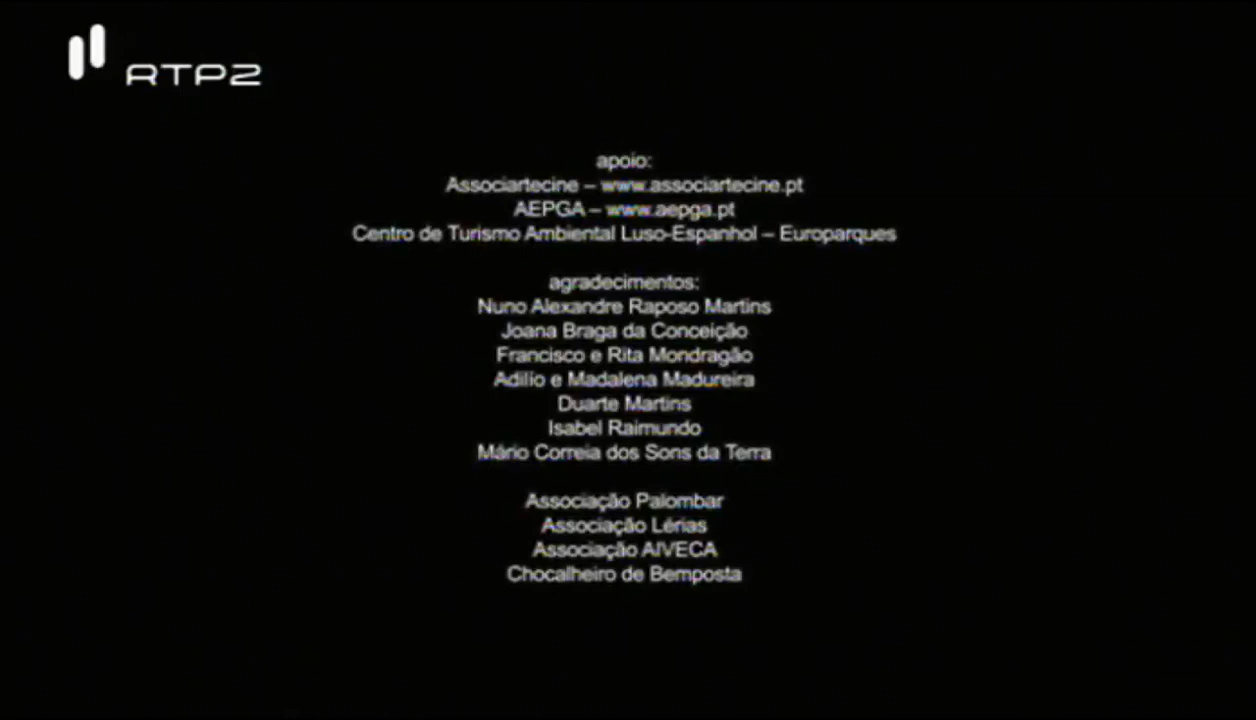 RTP2
apoio:
Associartecine – www.associartecine.pt
AEPGA – www.aepga.pt
Centro de Turismo Ambiental Luso-Espanhol – Europarques
agradecimentos:
Nuno Alexandre Raposo Martins
Joana Braga da Conceição
Francisco e Rita Mondragão
Adílio e Madalena Madureira
Duarte Martins
Isabel Raimundo
Mário Correia dos Sons da Terra
Associação Palombar
Associação Lérias
Associação AIVECA
Chocalheiro de Bemposta